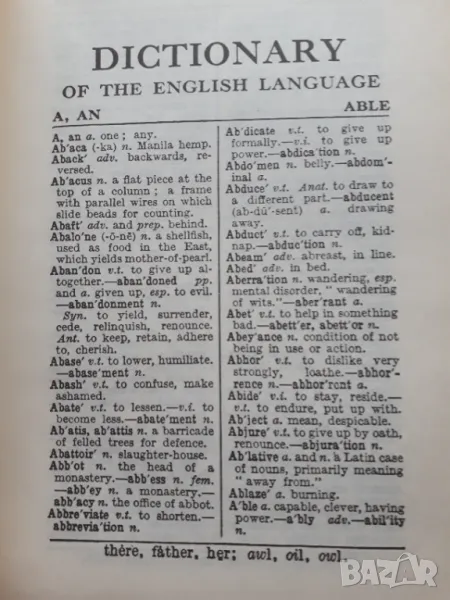 DICTIONARY
OF THE ENGLISH LANGUAGE
A, AN
ABLE
A, an a. one; any.
Ab'aca (-ka) n. Manila hemp.
Aback' adv. backwards, re-
versed.
Ab'acus n. a flat piece at the
top of a column; a frame
with parallel wires on which
slide beads for counting.
Abaft' adv. and prep. behind.
Abalo'ne (-ō-nē) n. a shellfish,
used as food in the East,
which yields mother-of-pearl.
Aban'don v.t. to give up al-
together.—aban'doned pp.
and a. given up, esp. to evil.
—aban'donment n.
Syn. to yield, surrender,
cede, relinquish, renounce.
Ant. to keep, retain, adhere
to, cherish.
Abase' v.t. to lower, humiliate.
—abase'ment n.
Abash' v.t. to confuse, make
ashamed.
Abate' v.t. to lessen.—v.i. to
become less.—abate'ment n.
Ab'atis, ab'attis n. a barricade
of felled trees for defence.
Abattoir' n. slaughter-house.
Abb'ot n. the head of a
monastery.—abb'ess n. fem.
—abb'ey n. a monastery.—
abb'acy n. the office of abbot.
Abbre'viate v.t. to shorten.—
abbrevia'tion n.
Ab'dicate v.t. to give up
formally.—v.i. to give up
power.—abdica'tion n.
Abdo'men n. belly.—abdom'-
inal a.
Abduce' v.t. Anat. to draw to
a different part.—abducent
(ab-dū'-sent) a. drawing
away.
Abduct' v.t. to carry off, kid-
nap.—abduc'tion n.
Abeam' adv. abreast, in line.
Abed' adv. in bed.
Aberra'tion n. wandering, esp.
mental disorder, " wandering
of wits."—aber'rant a.
Abet' v.t. to help in something
bad.—abett'er, abett'or n.
Abey'ance n. condition of not
being in use or action.
Abhor' v.t. to dislike very
strongly, loathe.—abhor'-
rence n.—abhor'rent a.
Abide' v.i. to stay, reside.—
v.t. to endure, put up with.
Ab'ject a. mean, despicable.
Abjure' v.t. to give up by oath,
renounce.—abjura'tion n.
Ab'lative a. and n. a Latin case
of nouns, primarily meaning
" away from."
Ablaze' a. burning.
A'ble a. capable, clever, having
power.—a'bly adv.—abil'ity
n.
thêre, fàther, her; awl, oil, owl.
BAZAR